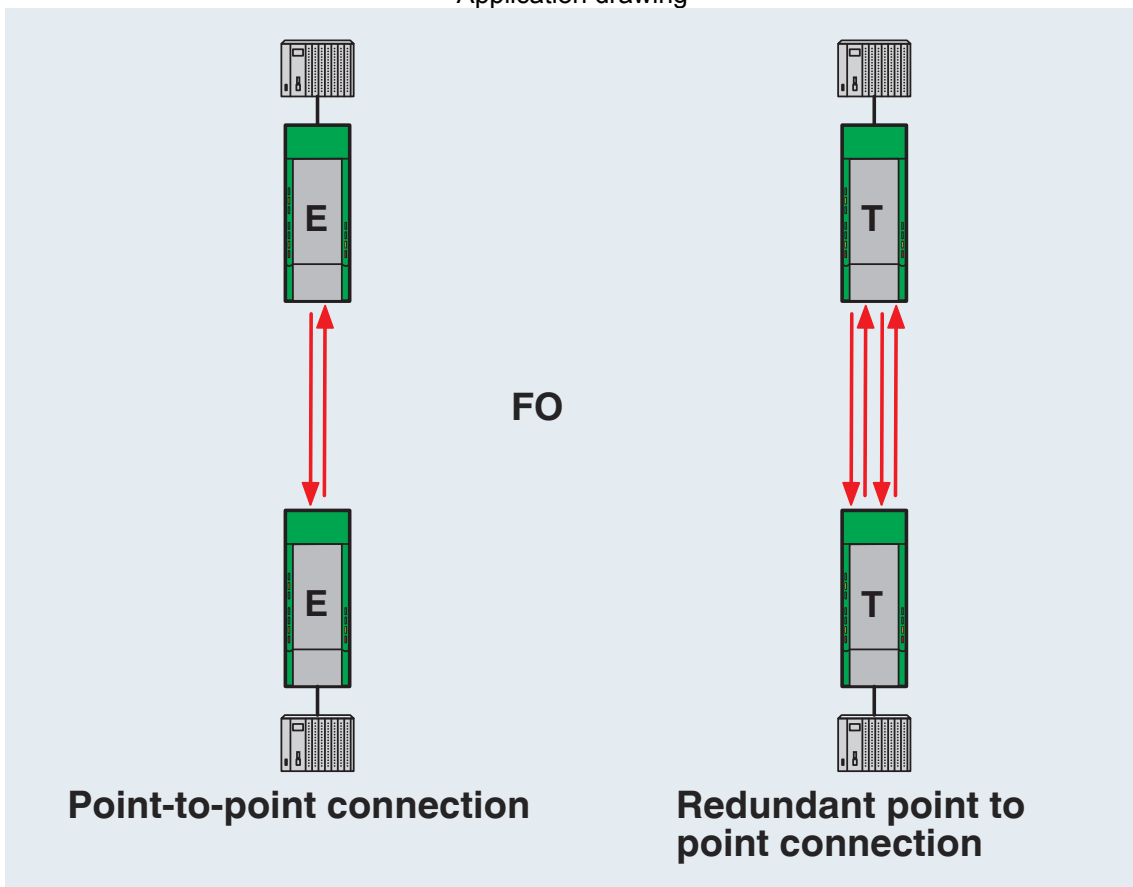 Application drawing
E
T
FO
E
T
Point-to-point connection
Redundant point to
point connection